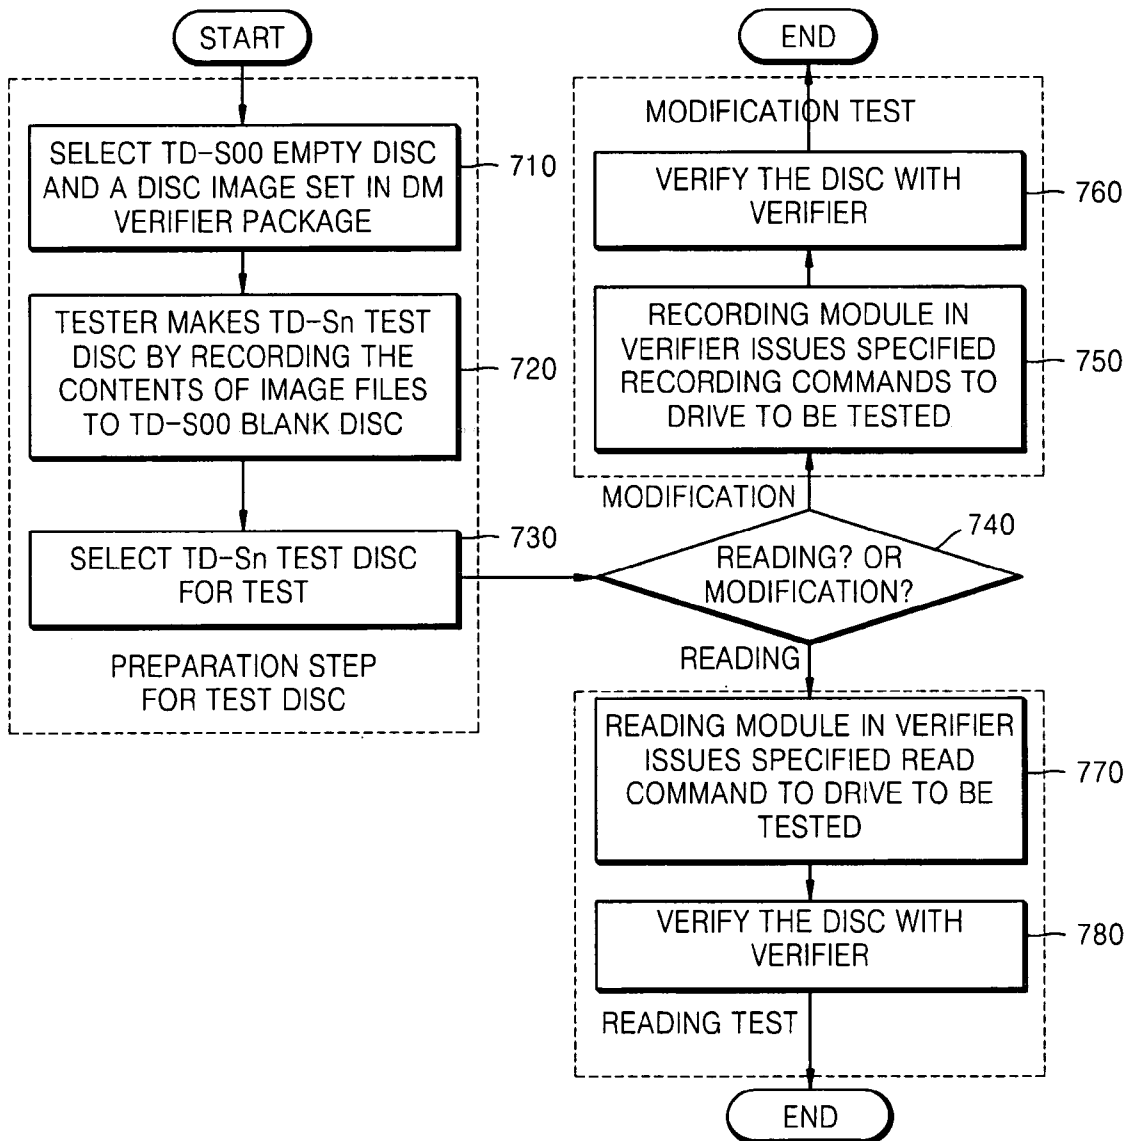 START
SELECT TD-S00 EMPTY DISC
AND A DISC IMAGE SET IN DM
VERIFIER PACKAGE
710
TESTER MAKES TD-Sn TEST
DISC BY RECORDING THE
CONTENTS OF IMAGE FILES
TO TD-S00 BLANK DISC
720
SELECT TD-Sn TEST DISC
FOR TEST
730
PREPARATION STEP
FOR TEST DISC
END
MODIFICATION TEST
VERIFY THE DISC WITH
VERIFIER
760
RECORDING MODULE IN
VERIFIER ISSUES SPECIFIED
RECORDING COMMANDS TO
DRIVE TO BE TESTED
750
MODIFICATION
740
READING? OR
MODIFICATION?
READING
READING MODULE IN VERIFIER
ISSUES SPECIFIED READ
COMMAND TO DRIVE TO BE
TESTED
770
VERIFY THE DISC WITH
VERIFIER
780
READING TEST
END